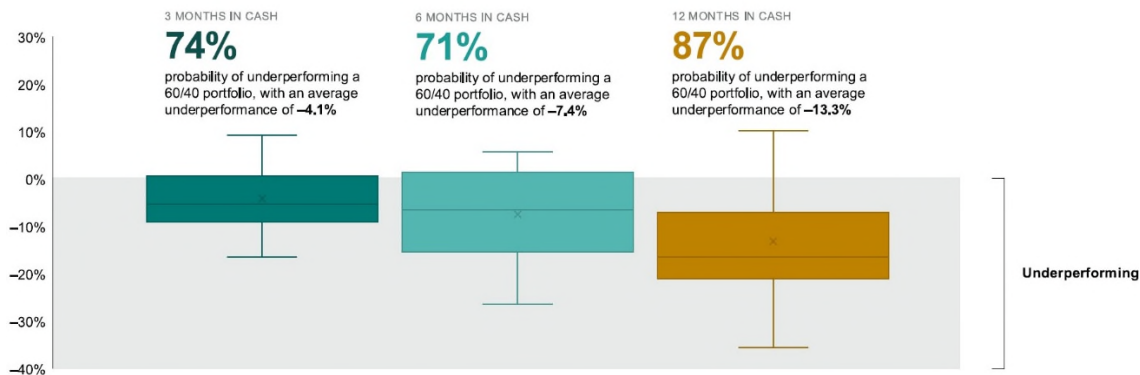 3 MONTHS IN CASH
74%
probability of underperforming a
60/40 portfolio, with an average
underperformance of –4.1%
6 MONTHS IN CASH
71%
probability of underperforming a
60/40 portfolio, with an average
underperformance of –7.4%
12 MONTHS IN CASH
87%
probability of underperforming a
60/40 portfolio, with an average
underperformance of –13.3%
30%
20%
10%
0%
–10%
–20%
–30%
–40%
Underperforming